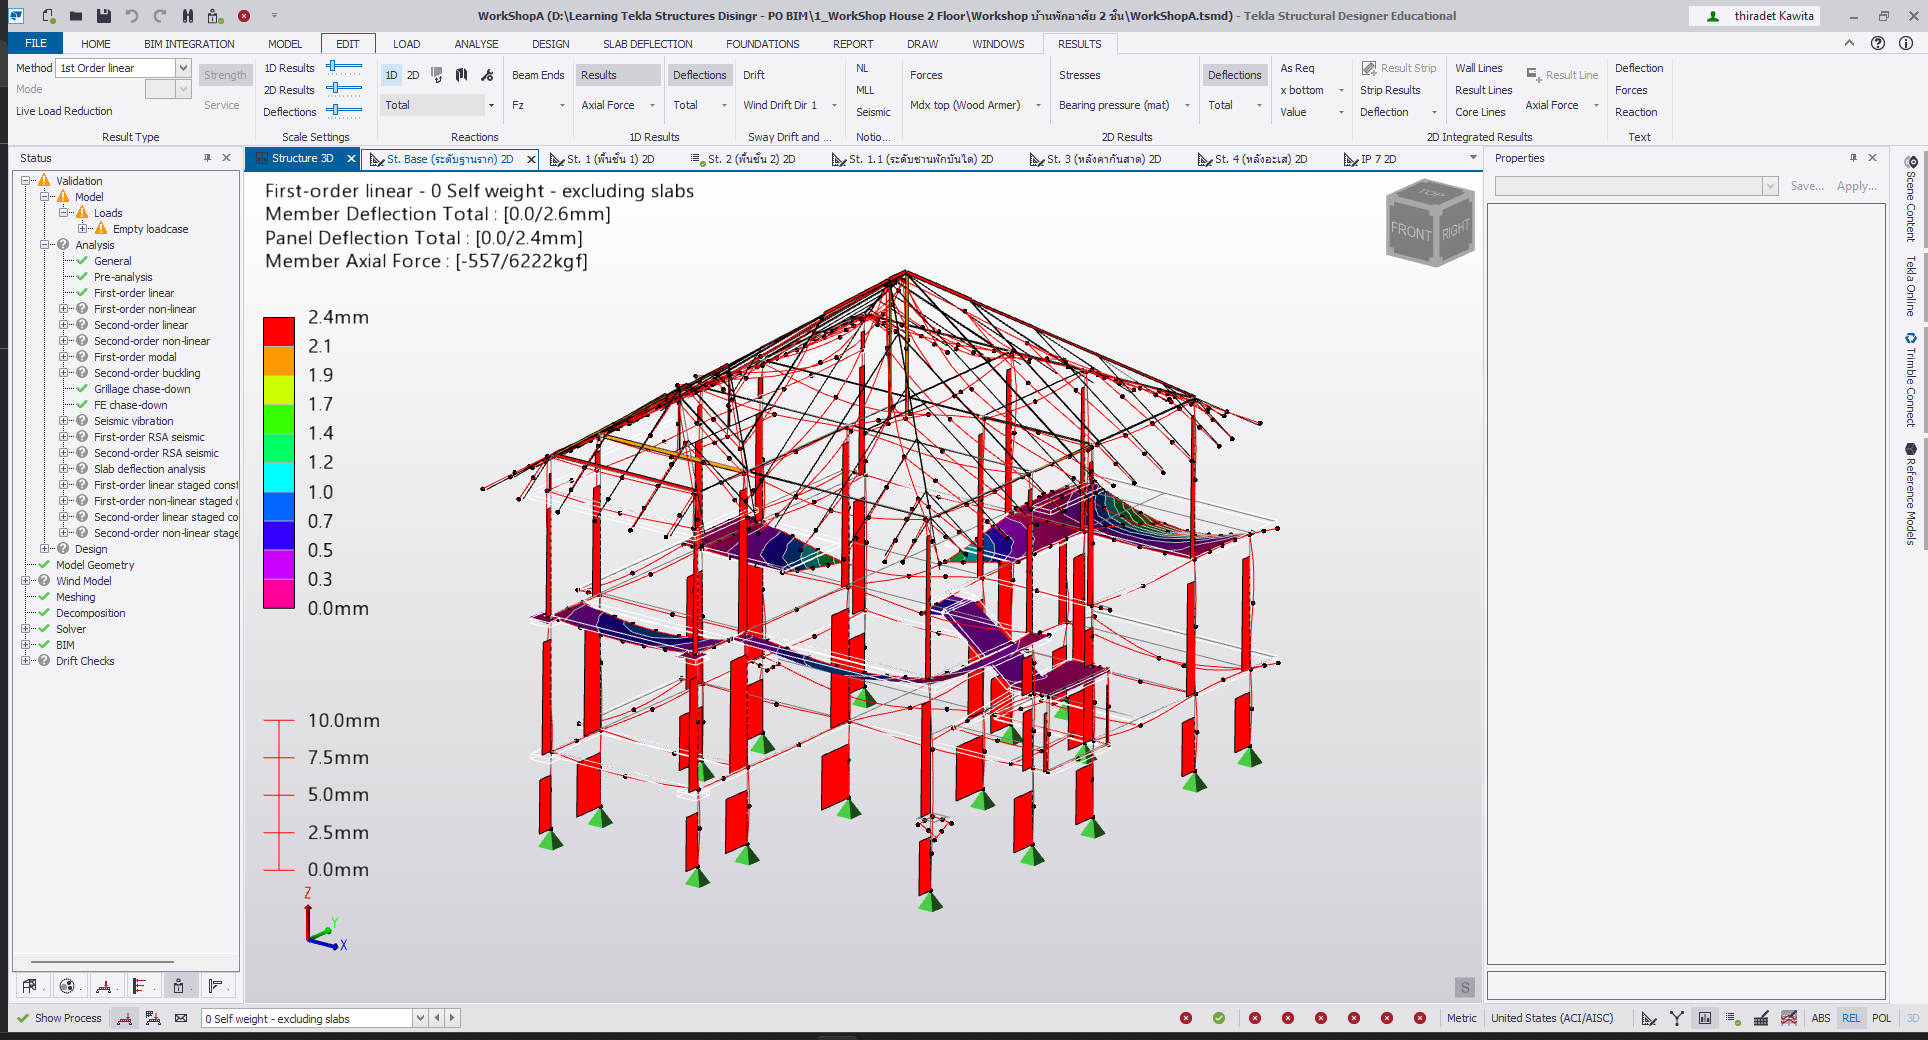 WorkShopA (D:\Learning Tekla Structures Disingr - PO BIM\1_WorkShop House 2 Floor\Workshop บ้านพักอาศัย 2 ชั้น\WorkShopA.tsmd) - Tekla Structural Designer Educational
thiradet Kawita
FILE HOME BIM INTEGRATION MODEL EDIT LOAD ANALYSE DESIGN SLAB DEFLECTION FOUNDATIONS REPORT DRAW WINDOWS RESULTS
Method 1st Order linear
Mode
Live Load Reduction
Strength
Service
Result Type
1D Results
2D Results
Deflections
Scale Settings
1D 2D
Total
Reactions
Beam Ends
Fz
Results
Axial Force
Deflections
Total
1D Results
Drift
Wind Drift Dir 1
Sway Drift and ...
NL
MLL
Seismic
Notio...
Forces
Mdx top (Wood Armer)
Stresses
Bearing pressure (mat)
Deflections
Total
2D Results
As Req
x bottom
Value
Result Strip
Strip Results
Deflection
Wall Lines
Result Lines
Core Lines
Result Line
Axial Force
2D Integrated Results
Deflection
Forces
Reaction
Text
Status
Structure 3D
St. Base (ระดับฐานราก) 2D
St. 1 (พื้นชั้น 1) 2D
St. 2 (พื้นชั้น 2) 2D
St. 1.1 (ระดับชานพักบันได) 2D
St. 3 (หลังคากันสาด) 2D
St. 4 (หลังอะเส) 2D
IP 7 2D
Properties
Save... Apply...
Validation
Model
Loads
Empty loadcase
Analysis
General
Pre-analysis
First-order linear
First-order non-linear
Second-order linear
Second-order non-linear
First-order modal
Second-order buckling
Grillage chase-down
FE chase-down
Seismic vibration
First-order RSA seismic
Second-order RSA seismic
Slab deflection analysis
First-order linear staged const
First-order non-linear staged c
Second-order linear staged co
Second-order non-linear stage
Design
Model Geometry
Wind Model
Meshing
Decomposition
Solver
BIM
Drift Checks
First-order linear - 0 Self weight - excluding slabs
Member Deflection Total : [0.0/2.6mm]
Panel Deflection Total : [0.0/2.4mm]
Member Axial Force : [-557/6222kgf]
TOP
FRONT RIGHT
2.4mm
2.1
1.9
1.7
1.4
1.2
1.0
0.7
0.5
0.3
0.0mm
10.0mm
7.5mm
5.0mm
2.5mm
0.0mm
Z
Y
X
S
Scene Content
Tekla Online
Trimble Connect
Reference Models
Show Process
0 Self weight - excluding slabs
Metric United States (ACI/AISC) ABS REL POL 3D